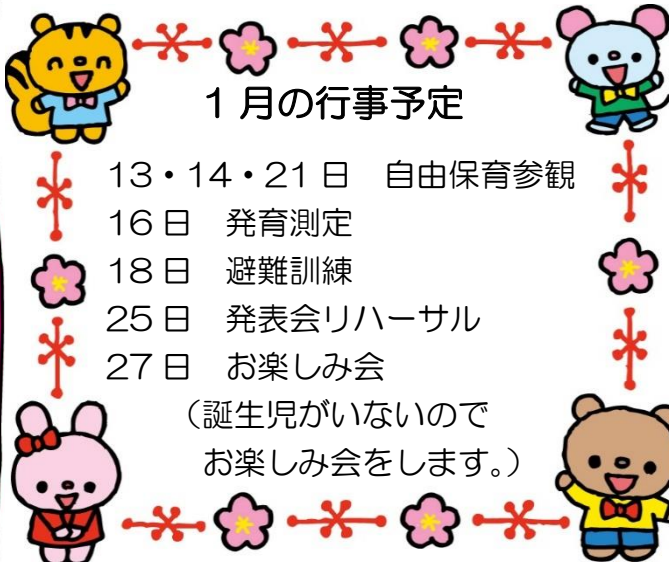 1月の行事予定
13・14・21日　自由保育参観
16日　発育測定
18日　避難訓練
25日　発表会リハーサル
27日　お楽しみ会
（誕生児がいないので
お楽しみ会をします。）